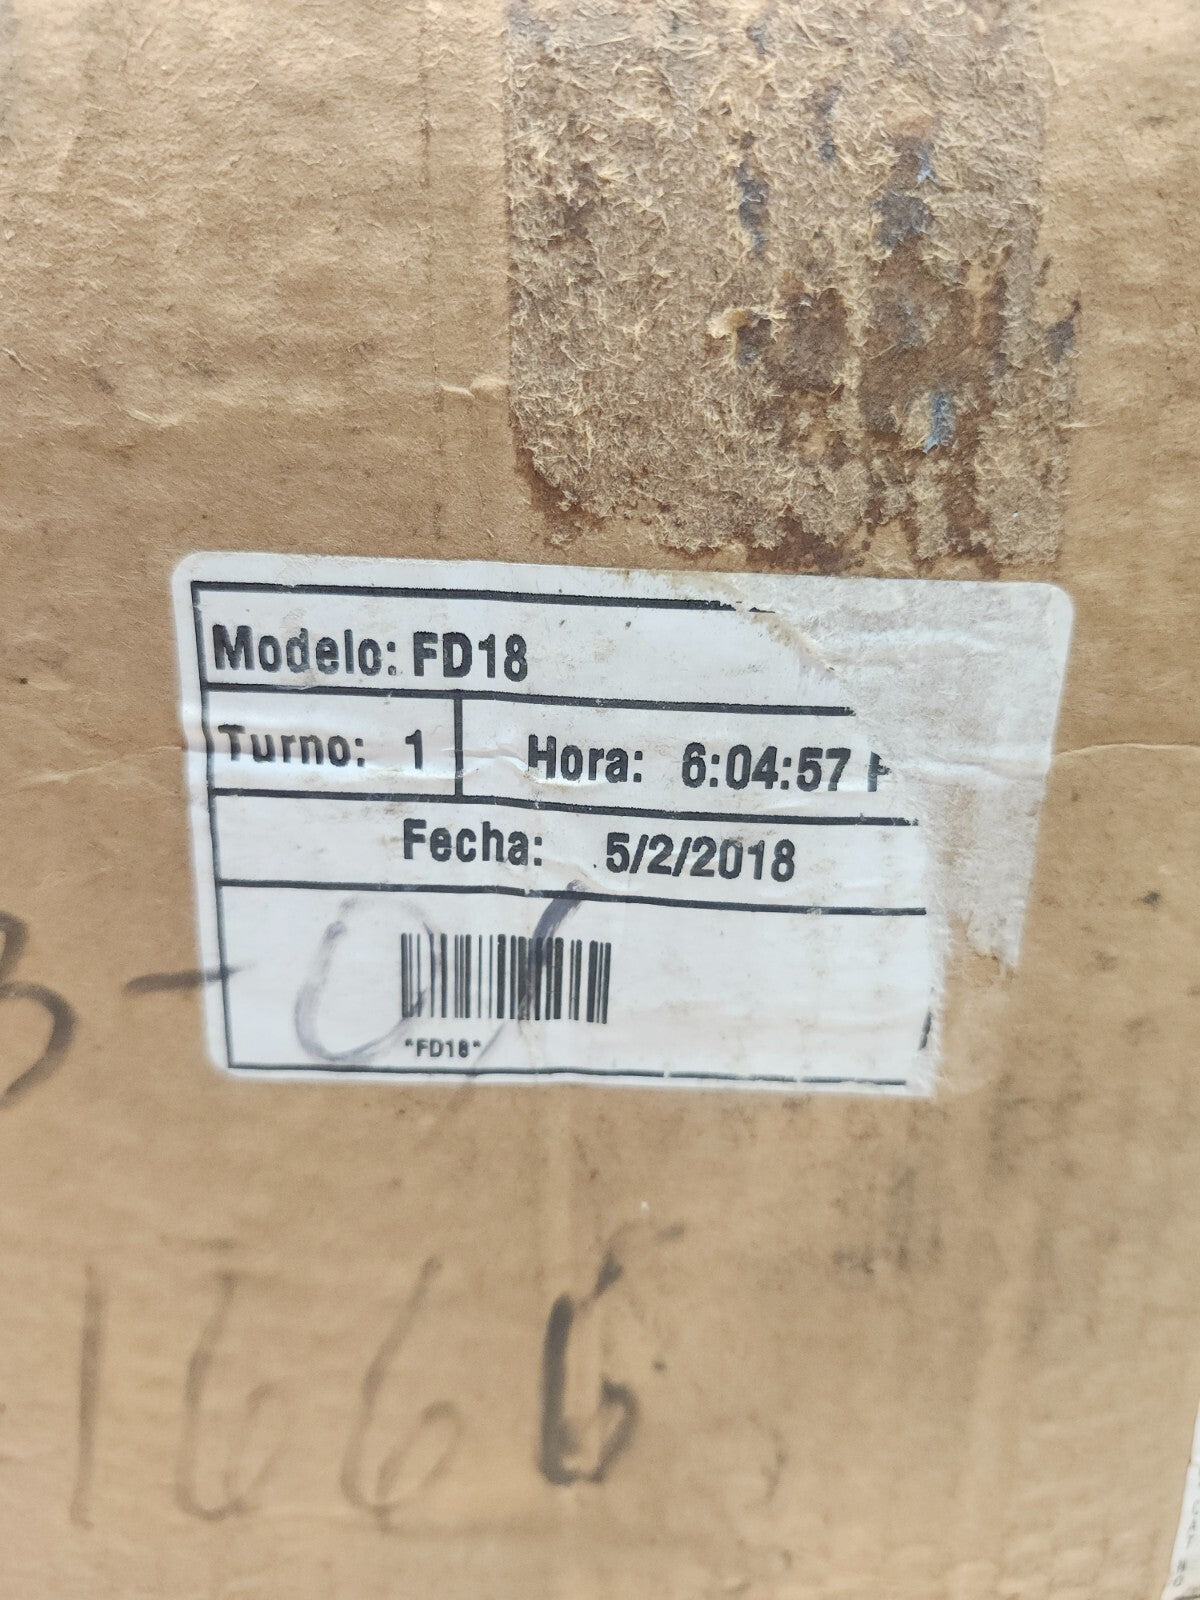 Modelo: FD18
Turno: 1 Hora: 6:04:57
Fecha: 5/2/2018
"FD18"
1666